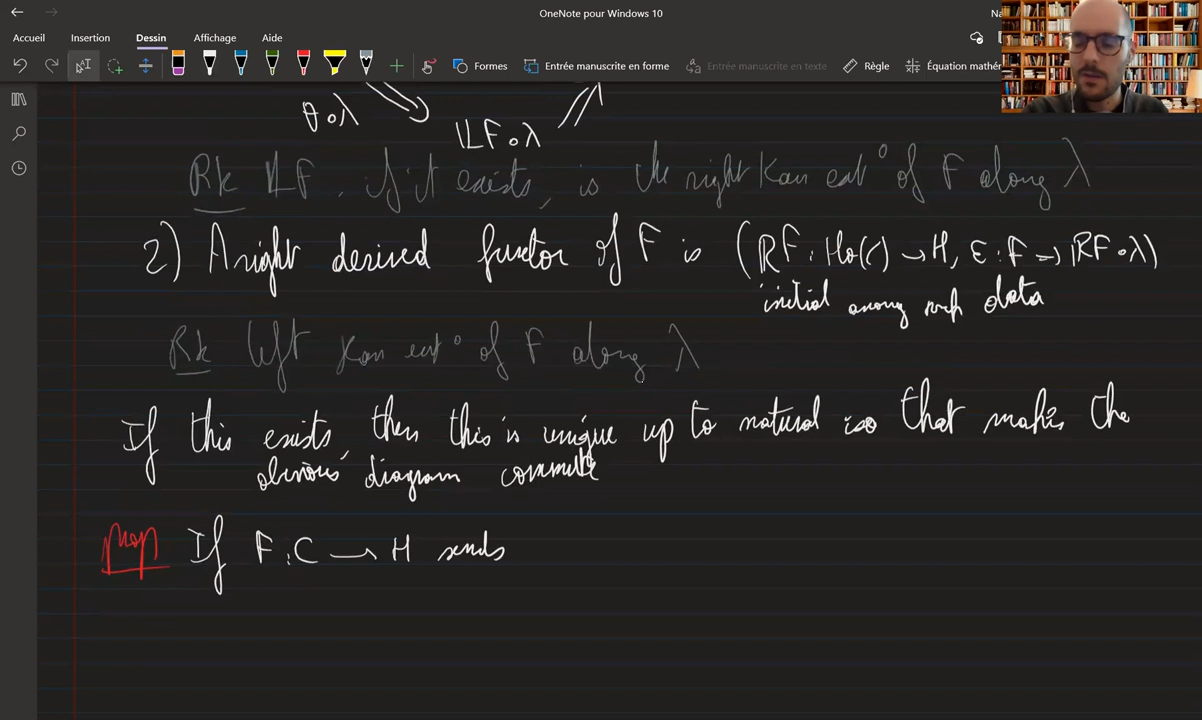 OneNote pour Windows 10
Accueil Insertion Dessin Affichage Aide
Formes Entrée manuscrite en forme Entrée manuscrite en texte Règle Équation mathém
θ∘λ
𝕃F∘λ
Rk 𝕃F, if it exists, is the right Kan ext° of F along λ
2) A right derived functor of F is (ℝF : Ho(C) → H, ε : F ⇒ ℝF∘λ)
initial among such data
Rk left Kan ext° of F along λ
If this exists, then this is unique up to natural iso that makes the
obvious diagram commute
Prop If F : C → H sends